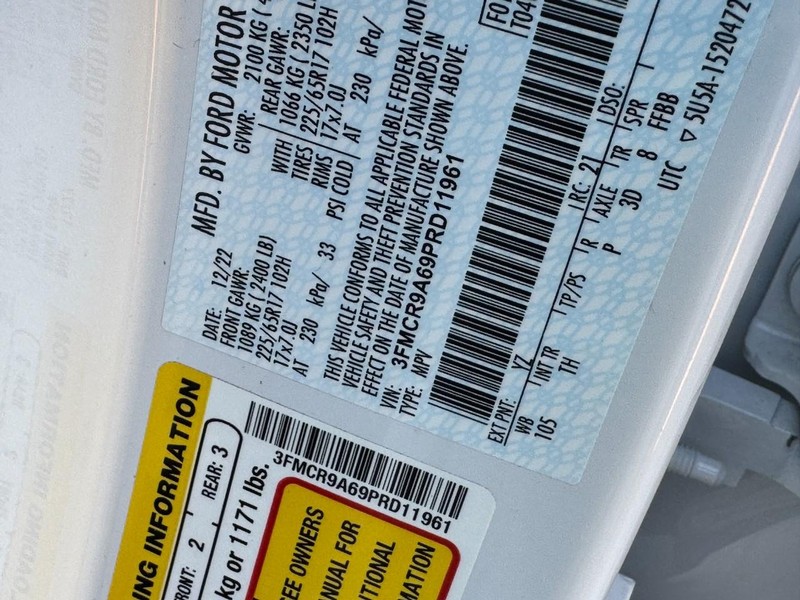 MFD. BY FORD MOTOR
DATE: 12/22 GVWR: 2100 KG
FRONT GAWR: REAR GAWR:
1089 KG ( 2400 LB) WITH 1066 KG ( 2350 L
225/65R17 102H TIRES 225/65R17 102H
17x7.0J RIMS 17x7.0J
AT 230 kPa/ 33 PSI COLD AT 230 kPa/
THIS VEHICLE CONFORMS TO ALL APPLICABLE FEDERAL MOT
VEHICLE SAFETY AND THEFT PREVENTION STANDARDS IN
EFFECT ON THE DATE OF MANUFACTURE SHOWN ABOVE.
VIN: 3FMCR9A69PRD11961
TYPE: MPV
EXT PNT: YZ RC: 21 DSO:
WB INT TR TP/PS R AXLE TR SPR
105 TH P 3D 8 FFBB
UTC ▽ 5U5A-1520472
3FMCR9A69PRD11961
ING INFORMATION
FRONT: 2 REAR: 3
kg or 1171 lbs.
SEE OWNERS
ANUAL FOR
ITIONAL
MATION